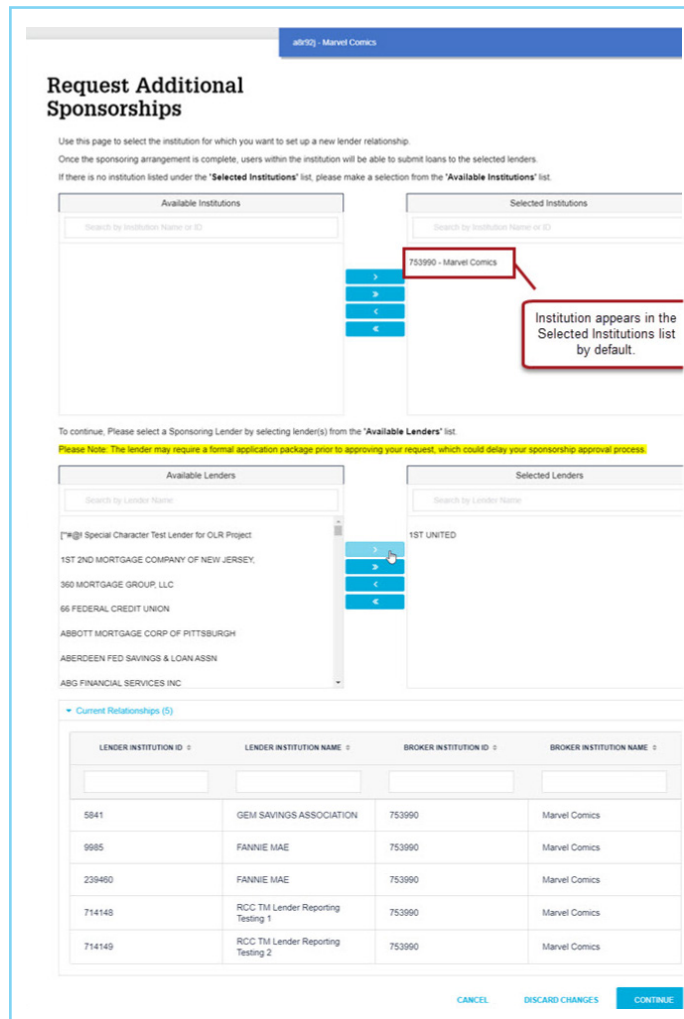 a8r92j - Marvel Comics
Request Additional
Sponsorships
Use this page to select the institution for which you want to set up a new lender relationship.
Once the sponsoring arrangement is complete, users within the institution will be able to submit loans to the selected lenders.
If there is no institution listed under the "Selected Institutions" list, please make a selection from the "Available Institutions" list.
Available Institutions
Selected Institutions
Search by Institution Name or ID
Search by Institution Name or ID
753990 - Marvel Comics
Institution appears in the
Selected Institutions list
by default.
To continue, Please select a Sponsoring Lender by selecting lender(s) from the "Available Lenders" list.
Please Note: The lender may require a formal application package prior to approving your request, which could delay your sponsorship approval process.
Available Lenders
Selected Lenders
Search by Lender Name
Search by Lender Name
Special Character Test Lender for OLR Project
1ST UNITED
1ST 2ND MORTGAGE COMPANY OF NEW JERSEY,
360 MORTGAGE GROUP, LLC
66 FEDERAL CREDIT UNION
ABBOTT MORTGAGE CORP OF PITTSBURGH
ABERDEEN FED SAVINGS & LOAN ASSN
ABG FINANCIAL SERVICES INC
Current Relationships (5)
LENDER INSTITUTION ID LENDER INSTITUTION NAME BROKER INSTITUTION ID BROKER INSTITUTION NAME
5841 GEM SAVINGS ASSOCIATION 753990 Marvel Comics
9985 FANNIE MAE 753990 Marvel Comics
239460 FANNIE MAE 753990 Marvel Comics
714148 RCC TM Lender Reporting Testing 1 753990 Marvel Comics
714149 RCC TM Lender Reporting Testing 2 753990 Marvel Comics
CANCEL DISCARD CHANGES CONTINUE